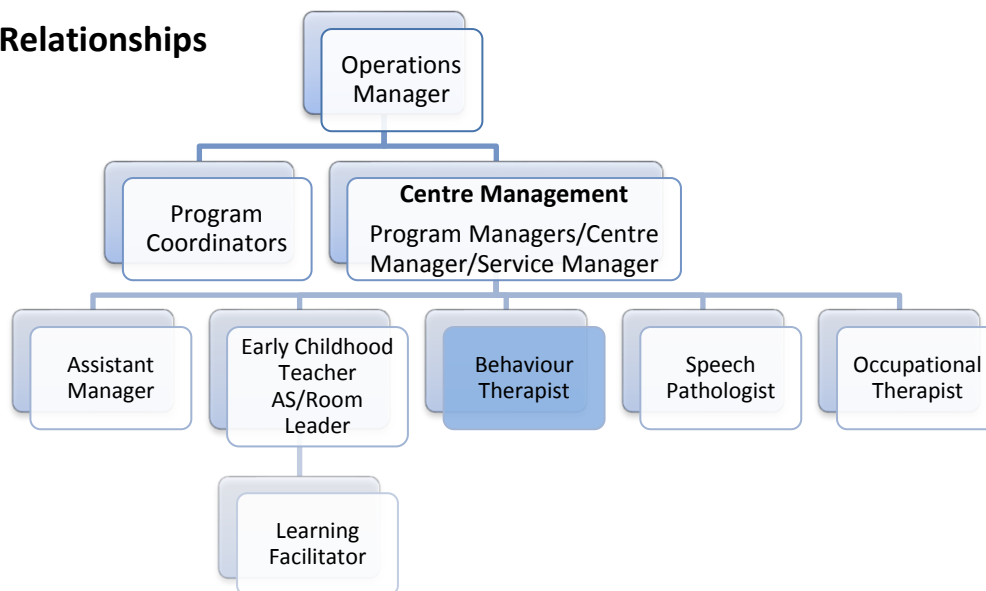 Relationships
Operations
Manager
Program
Coordinators
Centre Management
Program Managers/Centre
Manager/Service Manager
Assistant
Manager
Early Childhood
Teacher
AS/Room
Leader
Behaviour
Therapist
Speech
Pathologist
Occupational
Therapist
Learning
Facilitator